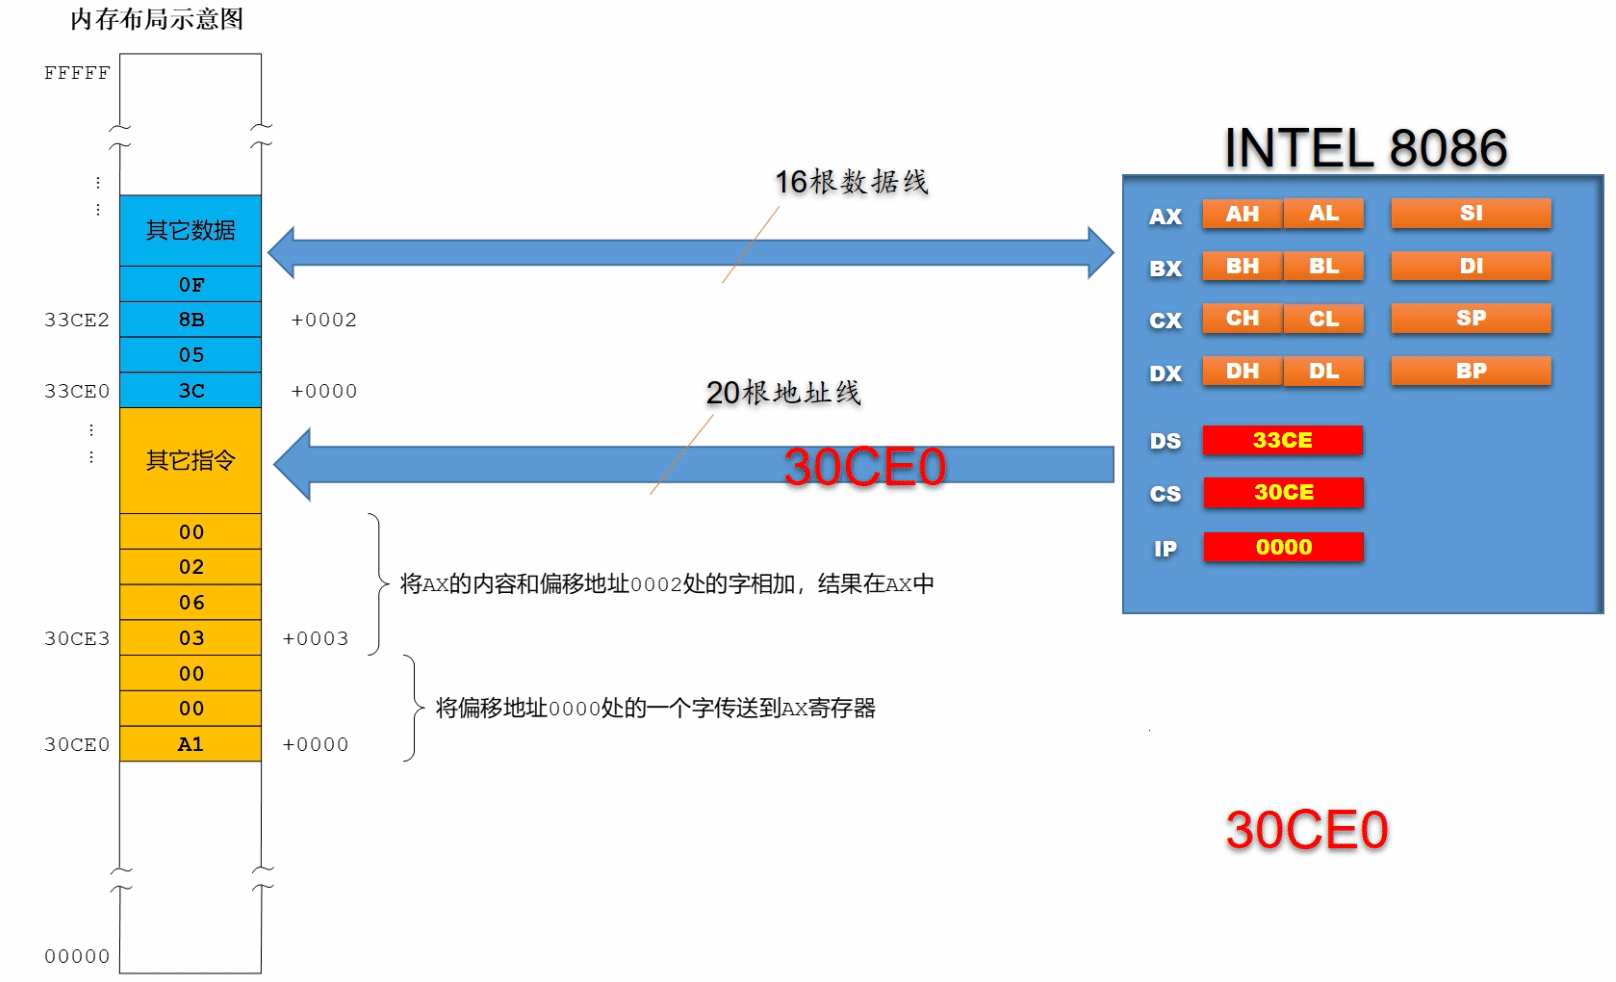 内存布局示意图
FFFFF
其它数据
0F
33CE2 8B +0002
05
33CE0 3C +0000
其它指令
00
02
06
30CE3 03 +0003
00
00
30CE0 A1 +0000
00000
16根数据线
20根地址线
30CE0
将AX的内容和偏移地址0002处的字相加，结果在AX中
将偏移地址0000处的一个字传送到AX寄存器
INTEL 8086
AX AH AL SI
BX BH BL DI
CX CH CL SP
DX DH DL BP
DS 33CE
CS 30CE
IP 0000
30CE0